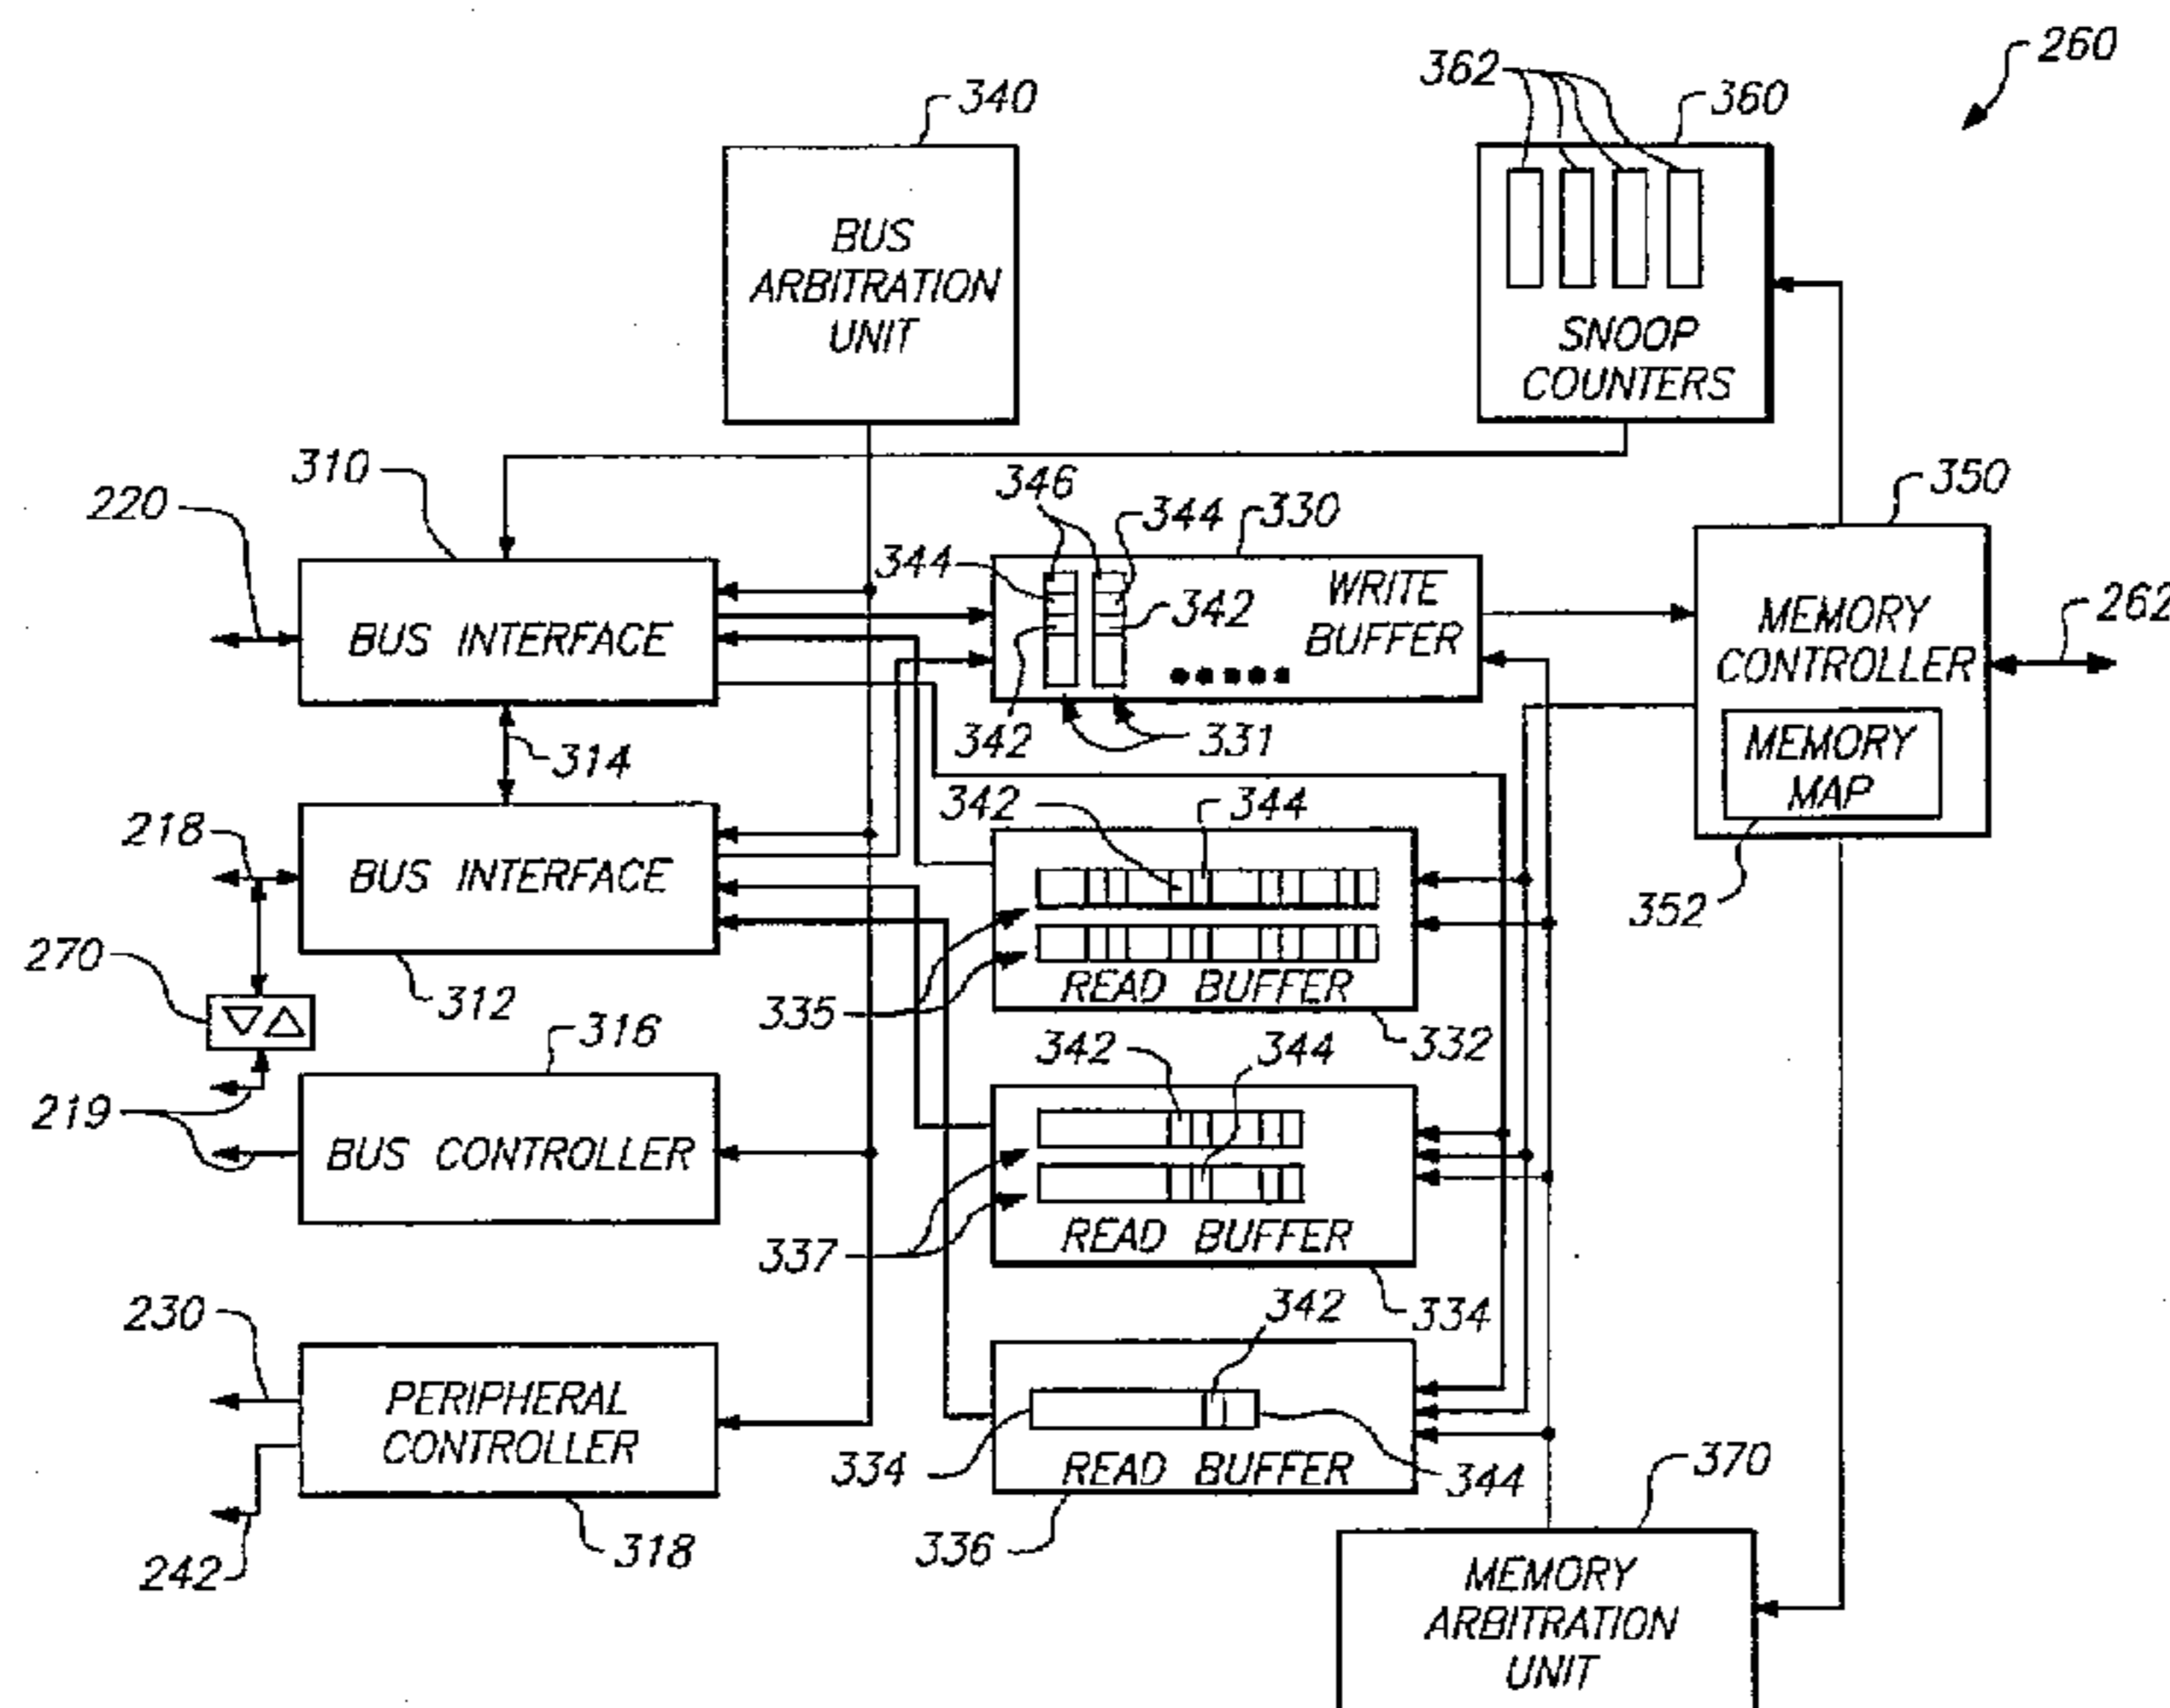 260
362
340
360
BUS
ARBITRATION
UNIT
SNOOP
COUNTERS
310
346
350
220
344
330
344
WRITE
BUFFER
342
MEMORY
CONTROLLER
262
BUS INTERFACE
342
331
314
MEMORY
MAP
342
344
218
BUS INTERFACE
352
270
335
READ BUFFER
312
316
332
342
344
219
BUS CONTROLLER
337
READ BUFFER
230
342
334
PERIPHERAL
CONTROLLER
334
READ BUFFER
344
370
242
318
336
MEMORY
ARBITRATION
UNIT